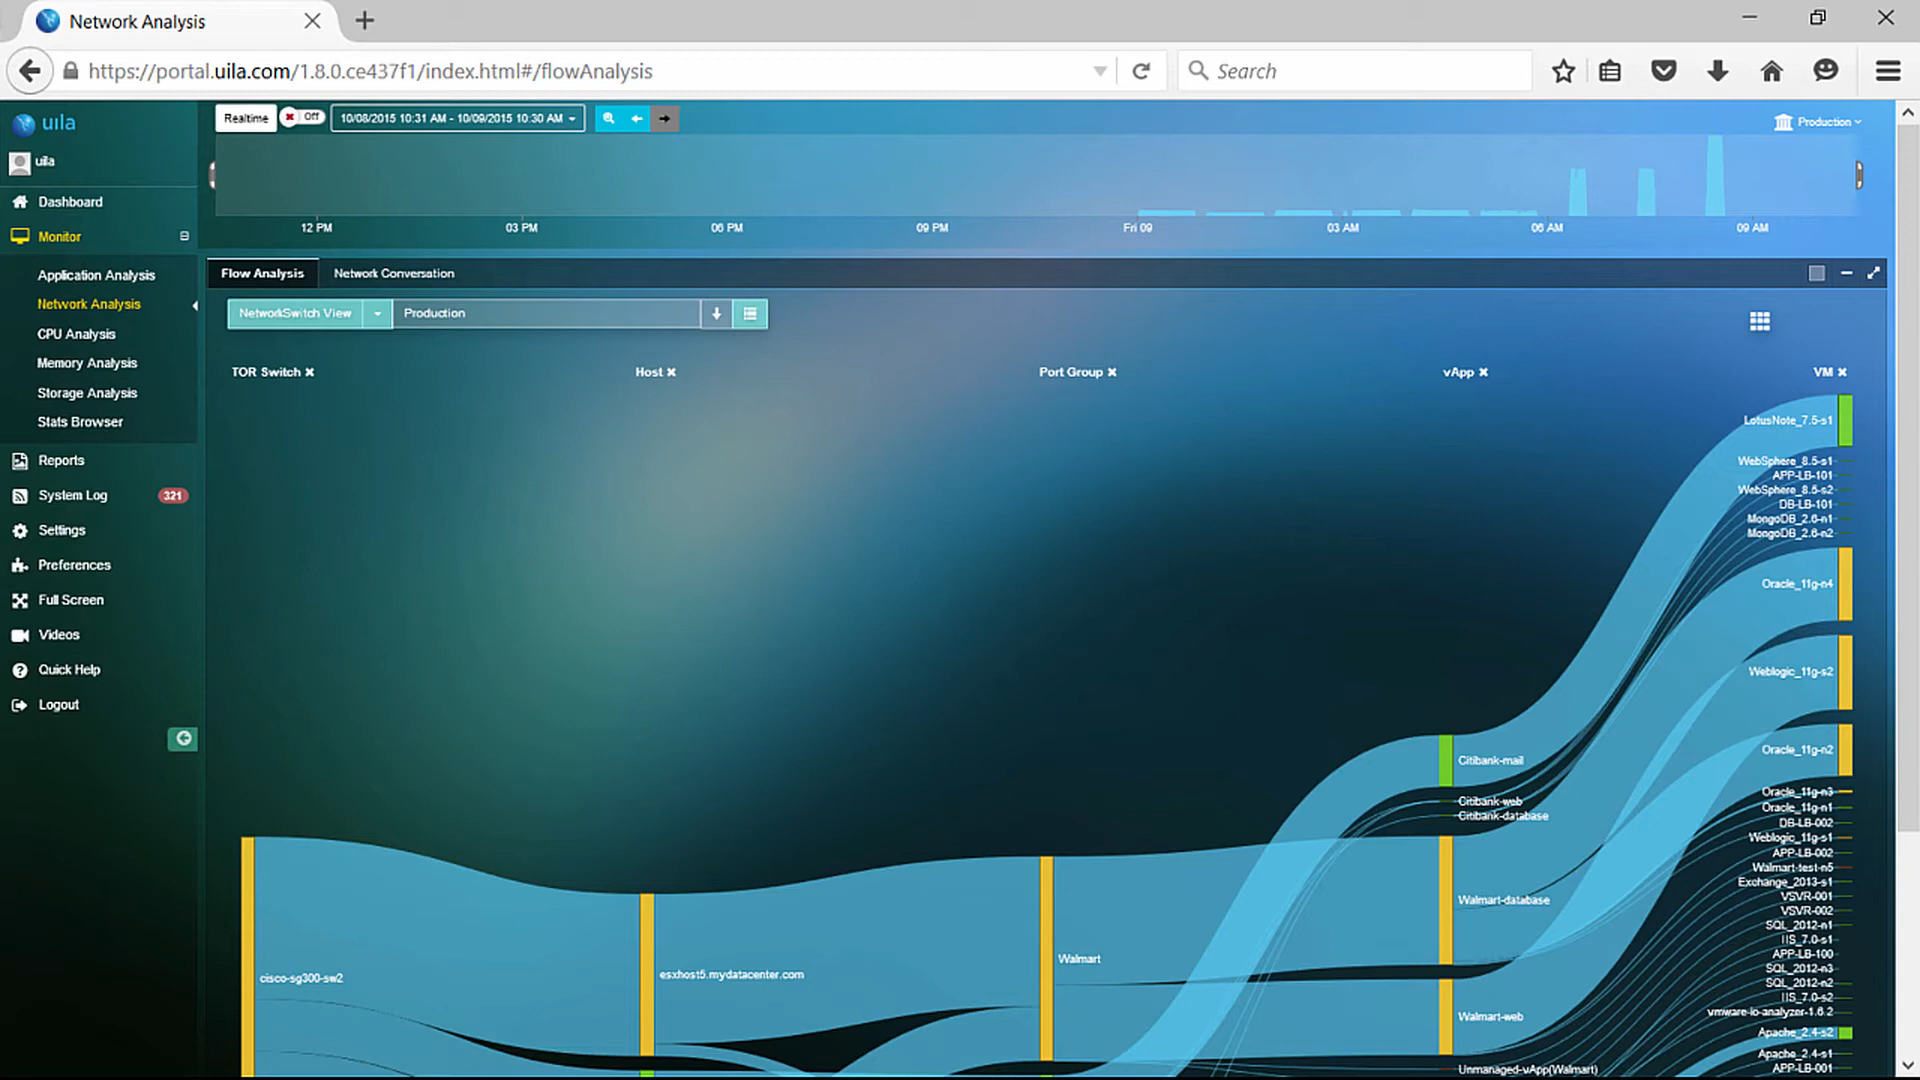 Network Analysis
https://portal.uila.com/1.8.0.ce437f1/index.html#/flowAnalysis
Search
uila
uila
Dashboard
Monitor
Application Analysis
Network Analysis
CPU Analysis
Memory Analysis
Storage Analysis
Stats Browser
Reports
System Log 321
Settings
Preferences
Full Screen
Videos
Quick Help
Logout
Realtime Off 10/08/2015 10:31 AM - 10/09/2015 10:30 AM
Production
12 PM 03 PM 06 PM 09 PM Fri 09 03 AM 06 AM 09 AM
Flow Analysis Network Conversation
NetworkSwitch View Production
TOR Switch Host Port Group vApp VM
LotusNote_7.5-s1
WebSphere_8.5-s1
APP-LB-101
WebSphere_8.5-s2
DB-LB-101
MongoDB_2.6-n1
MongoDB_2.6-n2
Oracle_11g-n4
Weblogic_11g-s2
Oracle_11g-n2
Oracle_11g-n3
Oracle_11g-n1
DB-LB-002
Weblogic_11g-s1
APP-LB-002
Walmart-test-n5
Exchange_2013-s1
VSVR-001
VSVR-002
SQL_2012-n1
IIS_7.0-s1
APP-LB-100
SQL_2012-n3
SQL_2012-n2
IIS_7.0-s2
vmware-io-analyzer-1.6.2
Apache_2.4-s2
Apache_2.4-s1
APP-LB-001
Citibank-mail
Citibank-web
Citibank-database
Walmart-database
Walmart-web
Unmanaged-vApp(Walmart)
Walmart
esxhost5.mydatacenter.com
cisco-sg300-sw2